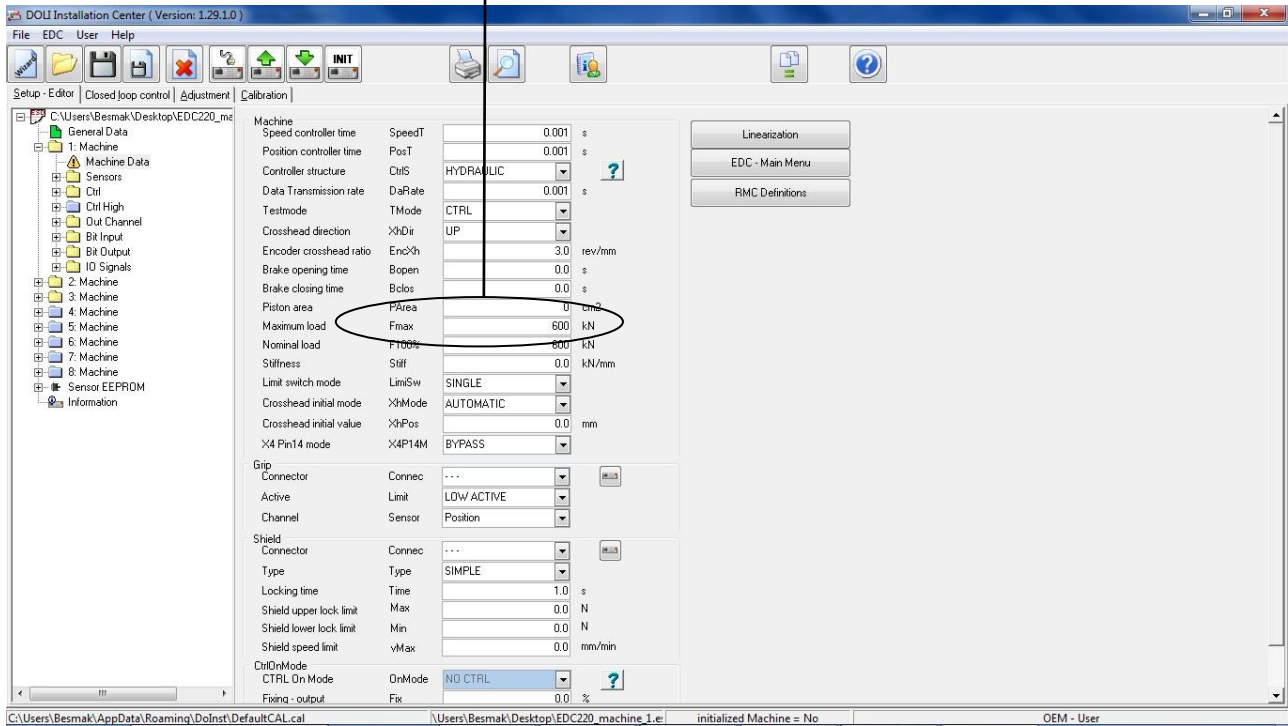 DOLI Installation Center ( Version: 1.29.1.0 )
File EDC User Help
Wizard
INIT
Setup - Editor Closed loop control Adjustment Calibration
C:\Users\Besmak\Desktop\EDC220_ma
General Data
1: Machine
Machine Data
Sensors
Ctrl
Ctrl High
Out Channel
Bit Input
Bit Output
IO Signals
2: Machine
3: Machine
4: Machine
5: Machine
6: Machine
7: Machine
8: Machine
Sensor EEPROM
Information
Machine
Speed controller time SpeedT 0.001 s
Position controller time PosT 0.001 s
Controller structure CtrlS HYDRAULIC ?
Data Transmission rate DaRate 0.001 s
Testmode TMode CTRL
Crosshead direction XhDir UP
Encoder crosshead ratio EncXh 3.0 rev/mm
Brake opening time Bopen 0.0 s
Brake closing time Bclos 0.0 s
Piston area PArea 0 cm2
Maximum load Fmax 600 kN
Nominal load F100% 600 kN
Stiffness Stiff 0.0 kN/mm
Limit switch mode LimiSw SINGLE
Crosshead initial mode XhMode AUTOMATIC
Crosshead initial value XhPos 0.0 mm
X4 Pin14 mode X4P14M BYPASS
Grip
Connector Connec - - -
Active Limit LOW ACTIVE
Channel Sensor Position
Shield
Connector Connec - - -
Type Type SIMPLE
Locking time Time 1.0 s
Shield upper lock limit Max 0.0 N
Shield lower lock limit Min 0.0 N
Shield speed limit vMax 0.0 mm/min
CtrlOnMode
CTRL On Mode OnMode NO CTRL ?
Fixing - output Fix 0.0 %
Linearization
EDC - Main Menu
RMC Definitions
C:\Users\Besmak\AppData\Roaming\DoInst\DefaultCAL.cal \Users\Besmak\Desktop\EDC220_machine_1.e: initialized Machine = No OEM - User